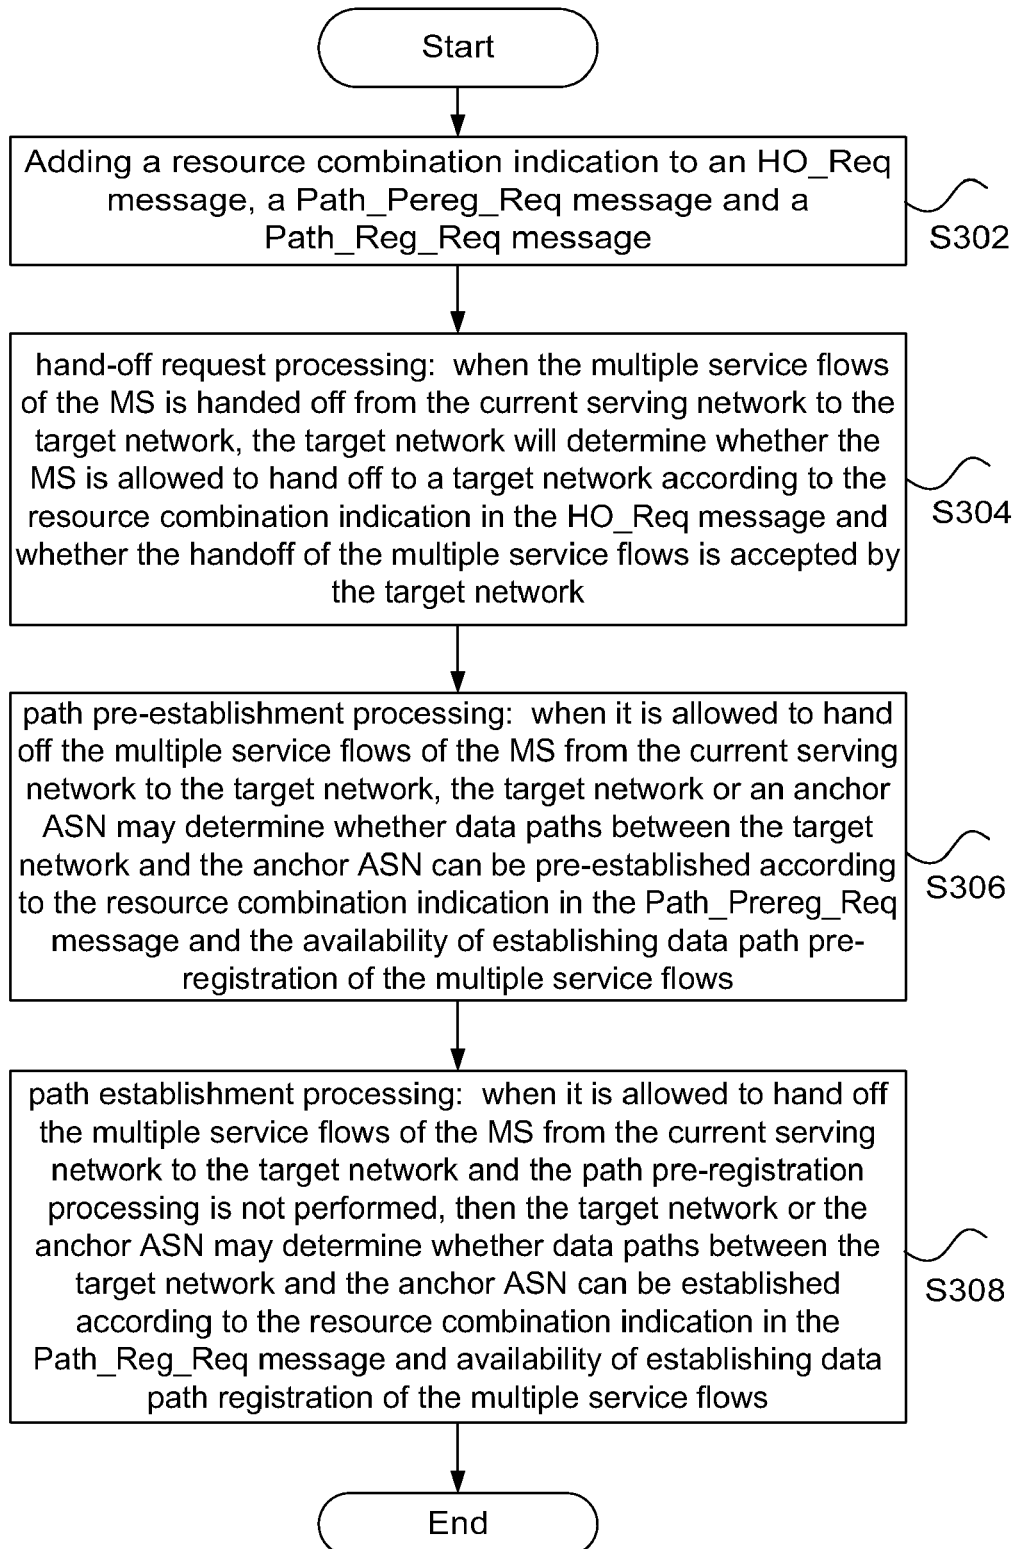 Start
Adding a resource combination indication to an HO_Req
message, a Path_Pereg_Req message and a
Path_Reg_Req message
S302
hand-off request processing: when the multiple service flows
of the MS is handed off from the current serving network to the
target network, the target network will determine whether the
MS is allowed to hand off to a target network according to the
resource combination indication in the HO_Req message and
whether the handoff of the multiple service flows is accepted by
the target network
S304
path pre-establishment processing: when it is allowed to hand
off the multiple service flows of the MS from the current serving
network to the target network, the target network or an anchor
ASN may determine whether data paths between the target
network and the anchor ASN can be pre-established according
to the resource combination indication in the Path_Prereg_Req
message and the availability of establishing data path pre-
registration of the multiple service flows
S306
path establishment processing: when it is allowed to hand off
the multiple service flows of the MS from the current serving
network to the target network and the path pre-registration
processing is not performed, then the target network or the
anchor ASN may determine whether data paths between the
target network and the anchor ASN can be established
according to the resource combination indication in the
Path_Reg_Req message and availability of establishing data
path registration of the multiple service flows
S308
End